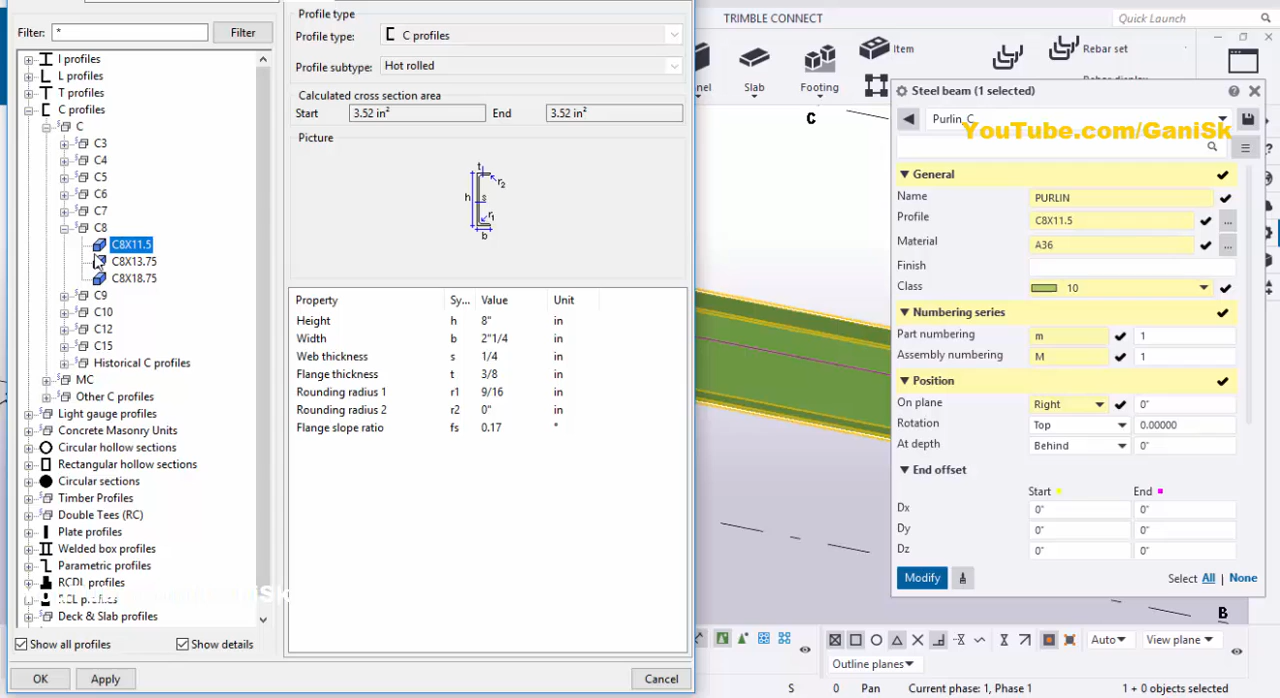 Filter:
*
Filter
I profiles
L profiles
T profiles
C profiles
C
C3
C4
C5
C6
C7
C8
C8X11.5
C8X13.75
C8X18.75
C9
C10
C12
C15
Historical C profiles
MC
Other C profiles
Light gauge profiles
Concrete Masonry Units
Circular hollow sections
Rectangular hollow sections
Circular sections
Timber Profiles
Double Tees (RC)
Plate profiles
Welded box profiles
Parametric profiles
RCDL profiles
Deck & Slab profiles
Show all profiles
Show details
OK
Apply
Cancel
Profile type
Profile type:
C profiles
Profile subtype:
Hot rolled
Calculated cross section area
Start
3.52 in²
End
3.52 in²
Picture
t
r2
h
s
r1
b
Property Sy... Value Unit
Height h 8" in
Width b 2"1/4 in
Web thickness s 1/4 in
Flange thickness t 3/8 in
Rounding radius 1 r1 9/16 in
Rounding radius 2 r2 0" in
Flange slope ratio fs 0.17 °
TRIMBLE CONNECT
Quick Launch
nel
Slab
Footing
Item
Rebar set
C
Steel beam (1 selected)
Purlin_C
YouTube.com/GaniSk
General
Name
PURLIN
Profile
C8X11.5
...
Material
A36
...
Finish
Class
10
Numbering series
Part numbering
m
1
Assembly numbering
M
1
Position
On plane
Right
0"
Rotation
Top
0.00000
At depth
Behind
0"
End offset
Start
End
Dx
0"
0"
Dy
0"
0"
Dz
0"
0"
Modify
Select All | None
B
Auto
View plane
Outline planes
S
0
Pan
Current phase: 1, Phase 1
1 + 0 objects selected